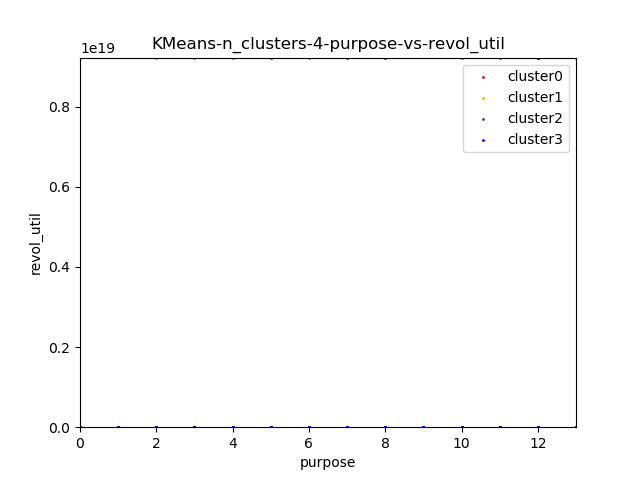 KMeans-n_clusters-4-purpose-vs-revol_util
1e19
cluster0
cluster1
cluster2
cluster3
0.8
0.6
0.4
0.2
0.0
revol_util
0 2 4 6 8 10 12
purpose